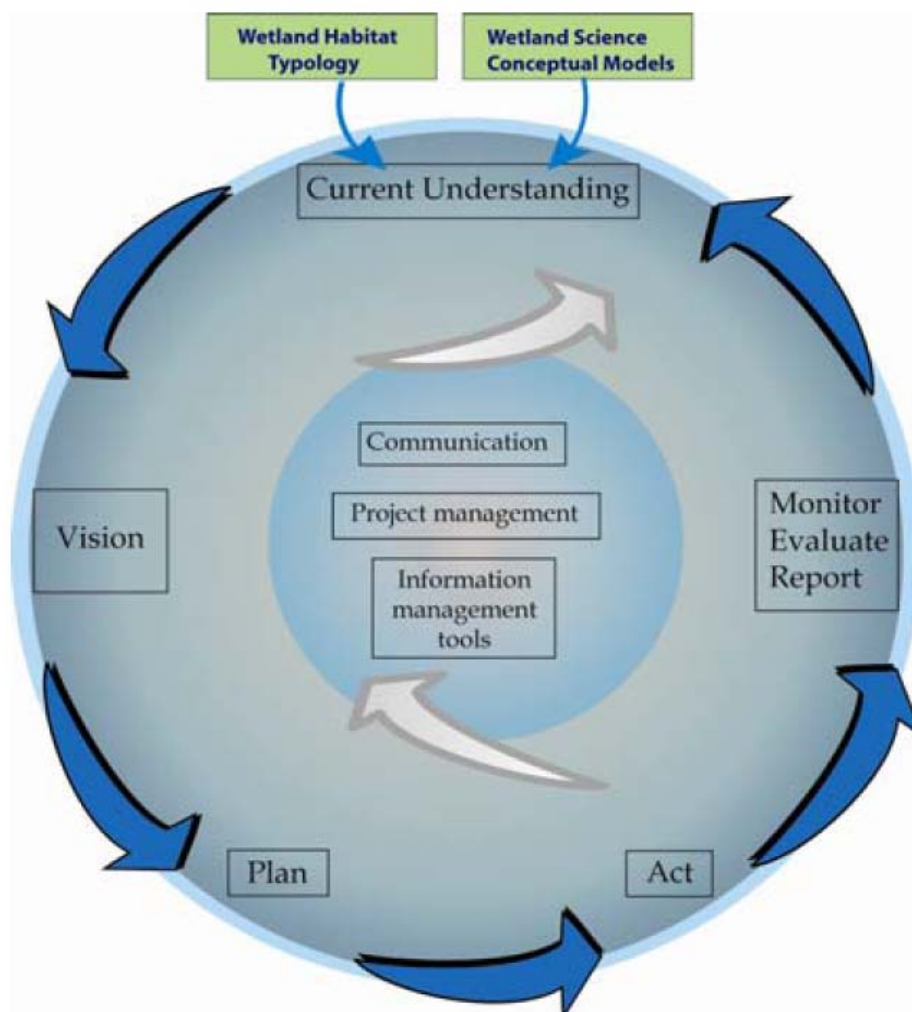 Wetland Habitat
Typology
Wetland Science
Conceptual Models
Current Understanding
Communication
Project management
Information
management
tools
Vision
Monitor
Evaluate
Report
Plan
Act